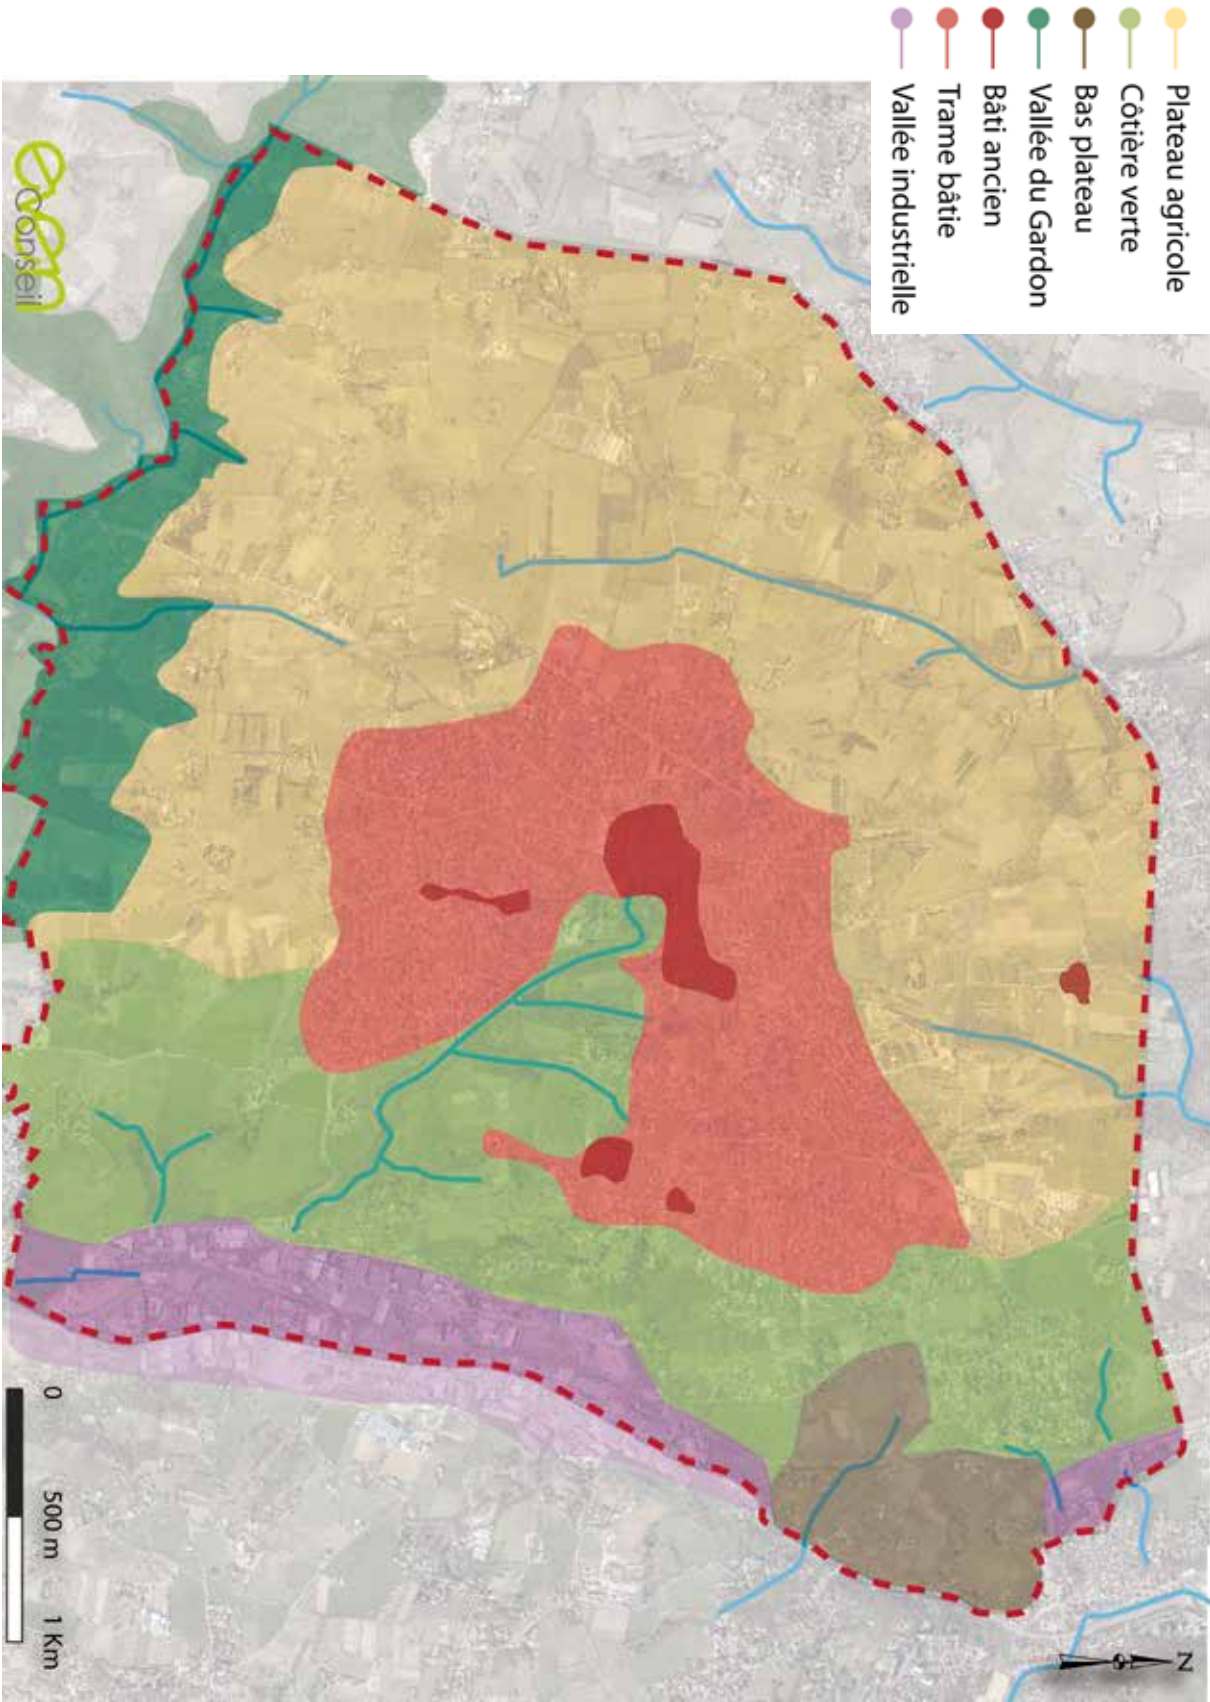 Plateau agricole
Côtière verte
Bas plateau
Vallée du Gardon
Bâti ancien
Trame bâtie
Vallée industrielle
even
Conseil
0 500 m 1 Km
N